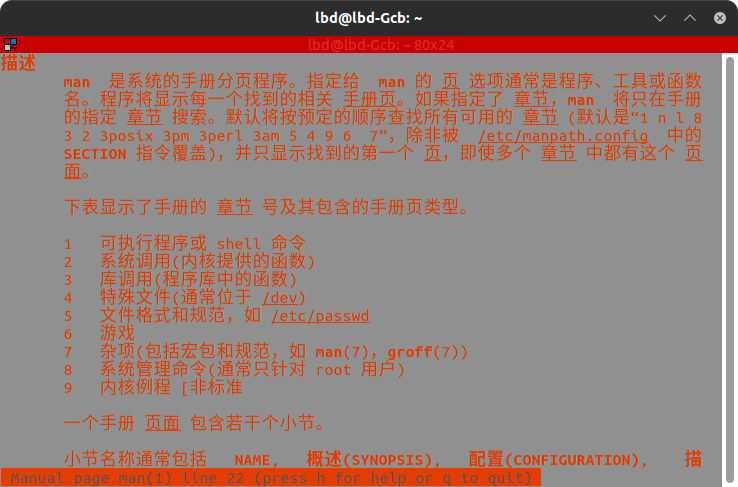 lbd@lbd-Gcb: ~
lbd@lbd-Gcb: ~ 80x24
描述
man 是系统的手册分页程序。指定给 man 的 页 选项通常是程序、工具或函数
名。程序将显示每一个找到的相关 手册页。如果指定了 章节，man 将只在手册
的指定 章节 搜索。默认将按预定的顺序查找所有可用的 章节 (默认是“1 n l 8
3 2 3posix 3pm 3perl 3am 5 4 9 6 7”，除非被 /etc/manpath.config 中的
SECTION 指令覆盖)，并只显示找到的第一个 页，即使多个 章节 中都有这个 页
面。
下表显示了手册的 章节 号及其包含的手册页类型。
1 可执行程序或 shell 命令
2 系统调用(内核提供的函数)
3 库调用(程序库中的函数)
4 特殊文件(通常位于 /dev)
5 文件格式和规范，如 /etc/passwd
6 游戏
7 杂项(包括宏包和规范，如 man(7)，groff(7))
8 系统管理命令(通常只针对 root 用户)
9 内核例程 [非标准
一个手册 页面 包含若干个小节。
小节名称通常包括 NAME, 概述(SYNOPSIS), 配置(CONFIGURATION), 描
Manual page man(1) line 22 (press h for help or q to quit)